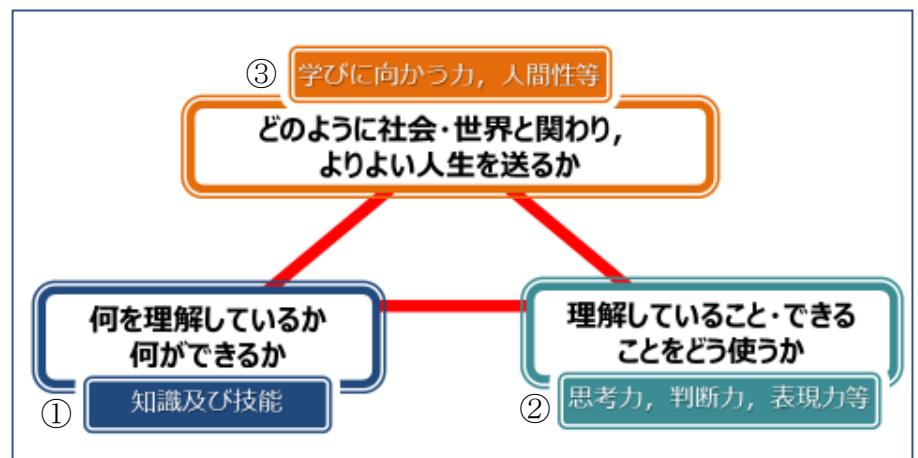 ③
学びに向かう力，人間性等
どのように社会・世界と関わり，
よりよい人生を送るか
何を理解しているか
何ができるか
①
知識及び技能
理解していること・できる
ことをどう使うか
②
思考力，判断力，表現力等